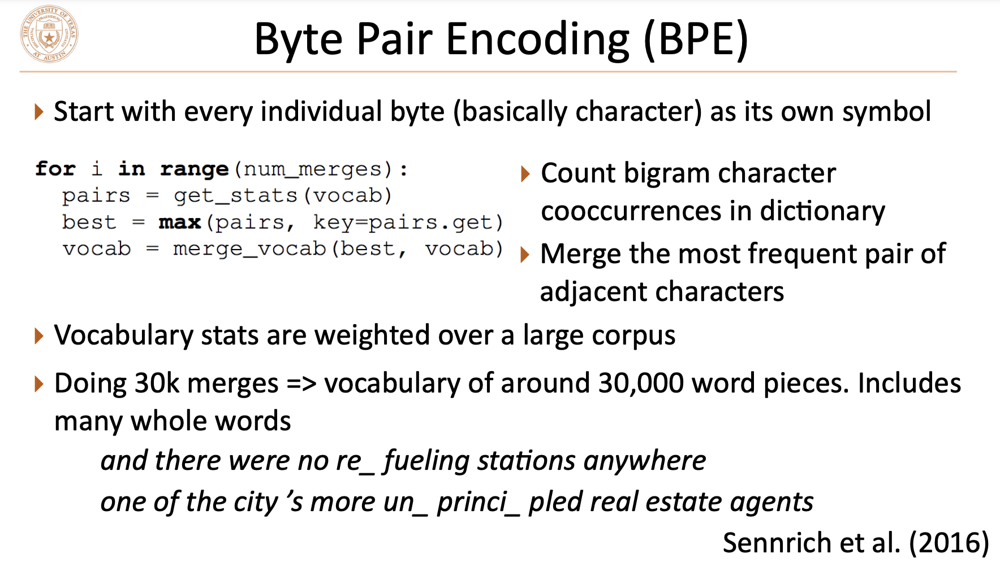 THE UNIVERSITY OF TEXAS
AT AUSTIN
PRAESIDIUM
CIVITATIS
DISCIPLINA
Byte Pair Encoding (BPE)
Start with every individual byte (basically character) as its own symbol
for i in range(num_merges):
pairs = get_stats(vocab)
best = max(pairs, key=pairs.get)
vocab = merge_vocab(best, vocab)
Count bigram character
cooccurrences in dictionary
Merge the most frequent pair of
adjacent characters
Vocabulary stats are weighted over a large corpus
Doing 30k merges => vocabulary of around 30,000 word pieces. Includes
many whole words
and there were no re_ fueling stations anywhere
one of the city ’s more un_ princi_ pled real estate agents
Sennrich et al. (2016)